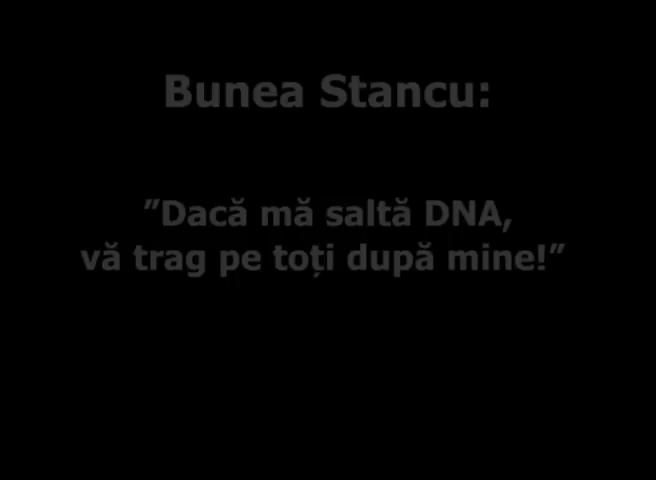 Bunea Stancu:
”Dacă mă saltă DNA,
vă trag pe toți după mine!”